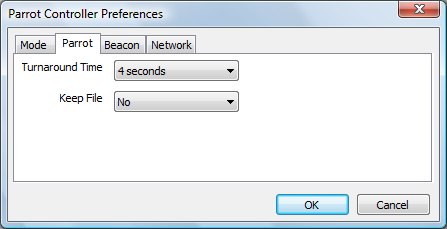 Parrot Controller Preferences
Mode Parrot Beacon Network
Turnaround Time 4 seconds
Keep File No
OK Cancel